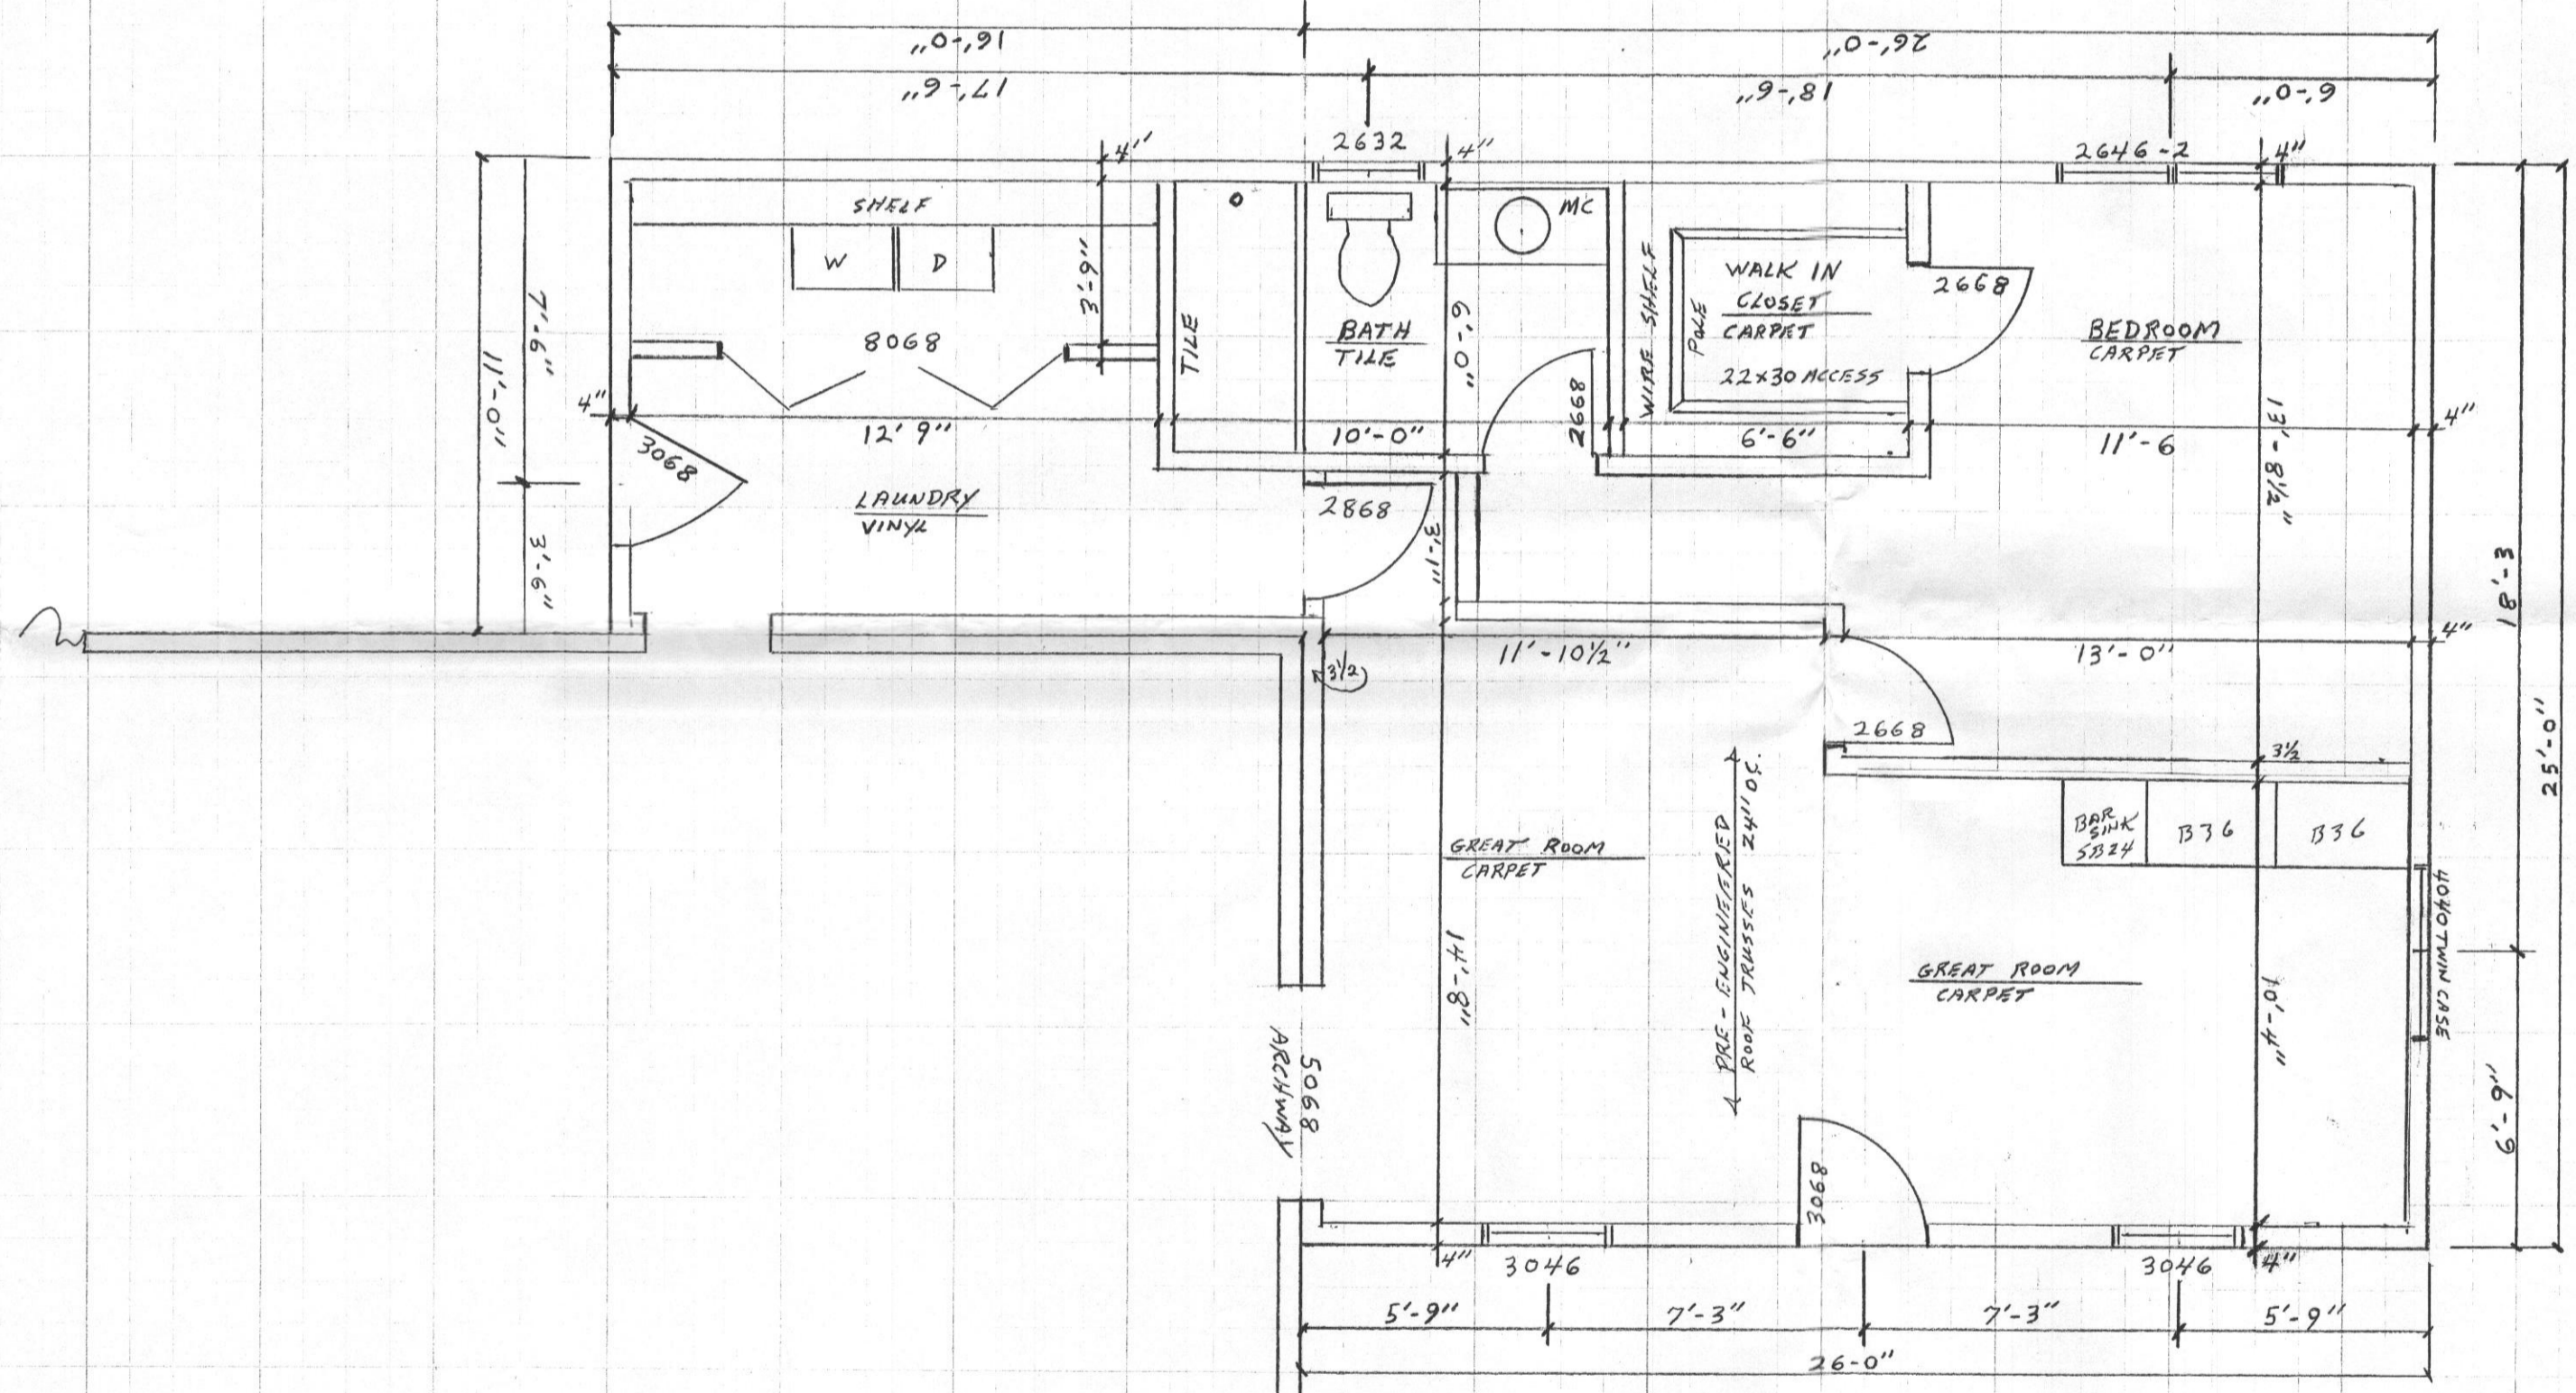 16'-0"
26'-0"
17'-6"
18'-6"
6'-0"
4"
2632
4"
2646-2
4"
SHELF
MC
W
D
3'-9"
8068
TILE
BATH
TILE
6'-0"
2668
WIRE SHELF
POLE
WALK IN
CLOSET
CARPET
22x30 ACCESS
2668
BEDROOM
CARPET
7'-6"
11'-0"
4"
3068
12'9"
10'-0"
6'-6"
11'-6
13'-8½"
4"
LAUNDRY
VINYL
2868
3'-1"
3'-6"
18'-3
25'-0"
3½
11'-10½"
13'-0"
4"
2668
3½
BAR
SINK
SB24
B36
B36
GREAT ROOM
CARPET
PRE-ENGINEERED
ROOF TRUSSES 24" O.C.
GREAT ROOM
CARPET
4040 TWIN CASE
14'-8"
10'-4"
5068
ARCHWAY
3068
6'-9"
4"
3046
3046
4"
5'-9"
7'-3"
7'-3"
5'-9"
26-0"